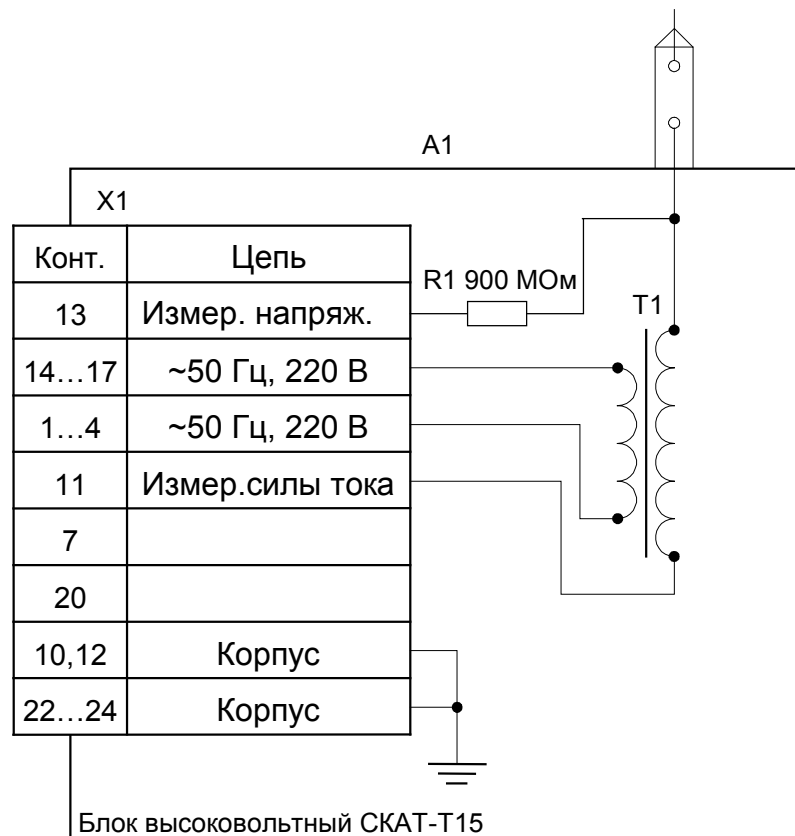 A1
X1
Конт. Цепь
R1 900 МОм
T1
13 Измер. напряж.
14...17 ~50 Гц, 220 В
1...4 ~50 Гц, 220 В
11 Измер.силы тока
7
20
10,12 Корпус
22...24 Корпус
Блок высоковольтный СКАТ-Т15